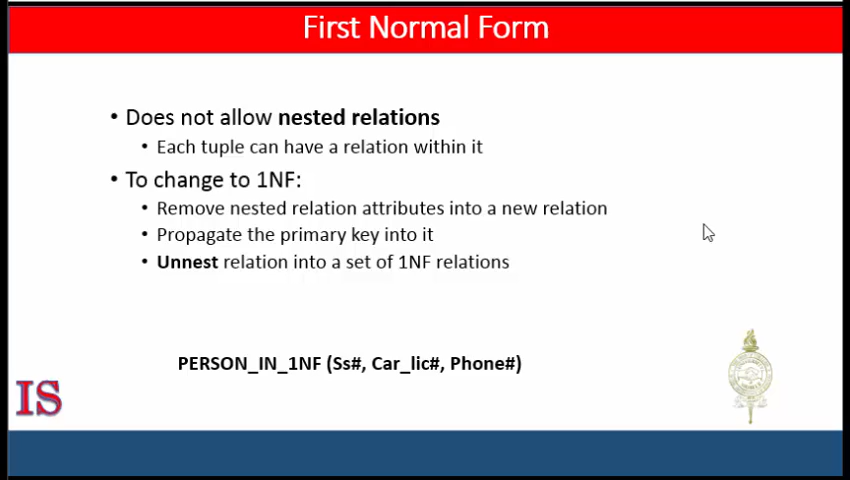 First Normal Form
• Does not allow nested relations
• Each tuple can have a relation within it
• To change to 1NF:
• Remove nested relation attributes into a new relation
• Propagate the primary key into it
• Unnest relation into a set of 1NF relations
PERSON_IN_1NF (Ss#, Car_lic#, Phone#)
IS